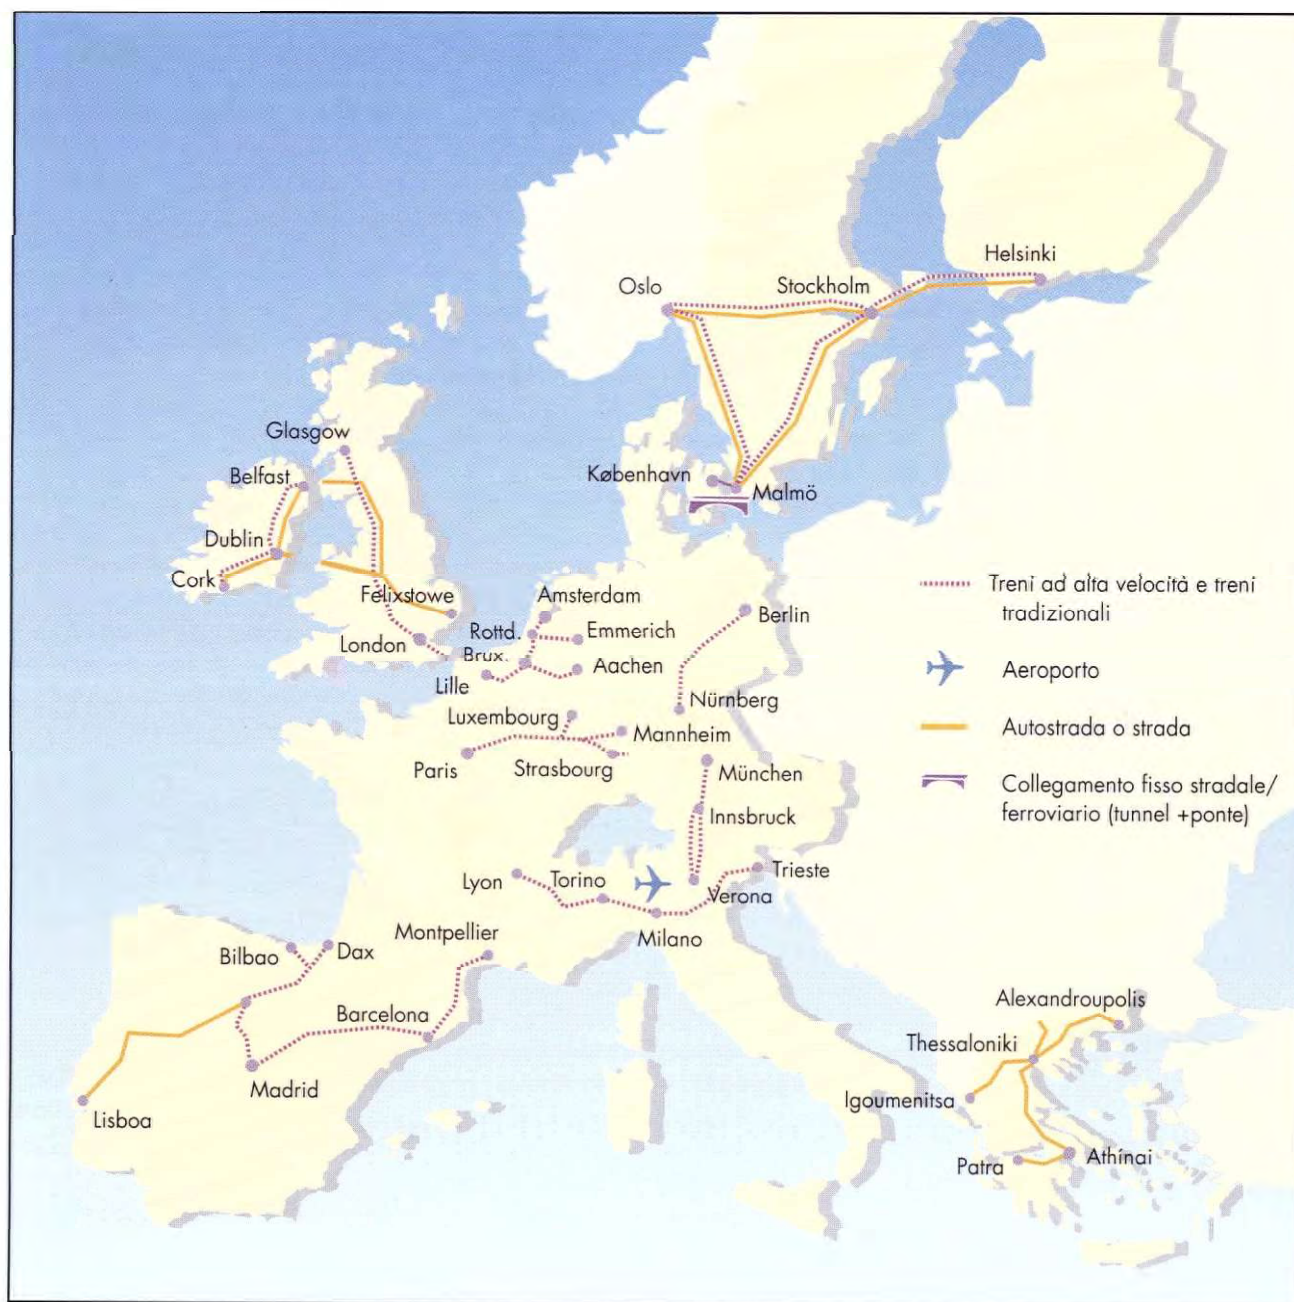 Helsinki
Oslo
Stockholm
Glasgow
Belfast
København
Malmö
Dublin
Cork
Felixstowe
Amsterdam
Berlin
Rottd.
Emmerich
London
Brux.
Aachen
Lille
Nürnberg
Luxembourg
Mannheim
Paris
Strasbourg
München
Innsbruck
Lyon
Torino
Verona
Trieste
Milano
Montpellier
Bilbao
Dax
Barcelona
Madrid
Lisboa
Alexandroupolis
Thessaloniki
Igoumenitsa
Patra
Athínai
Treni ad alta velocità e treni
tradizionali
Aeroporto
Autostrada o strada
Collegamento fisso stradale/
ferroviario (tunnel +ponte)